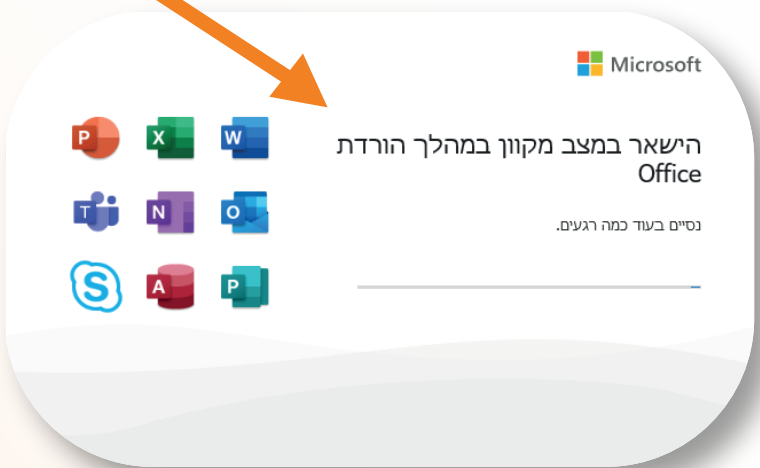 Microsoft
הישאר במצב מקוון במהלך הורדת
Office
נסיים בעוד כמה רגעים.
P X W
T N O
S A P